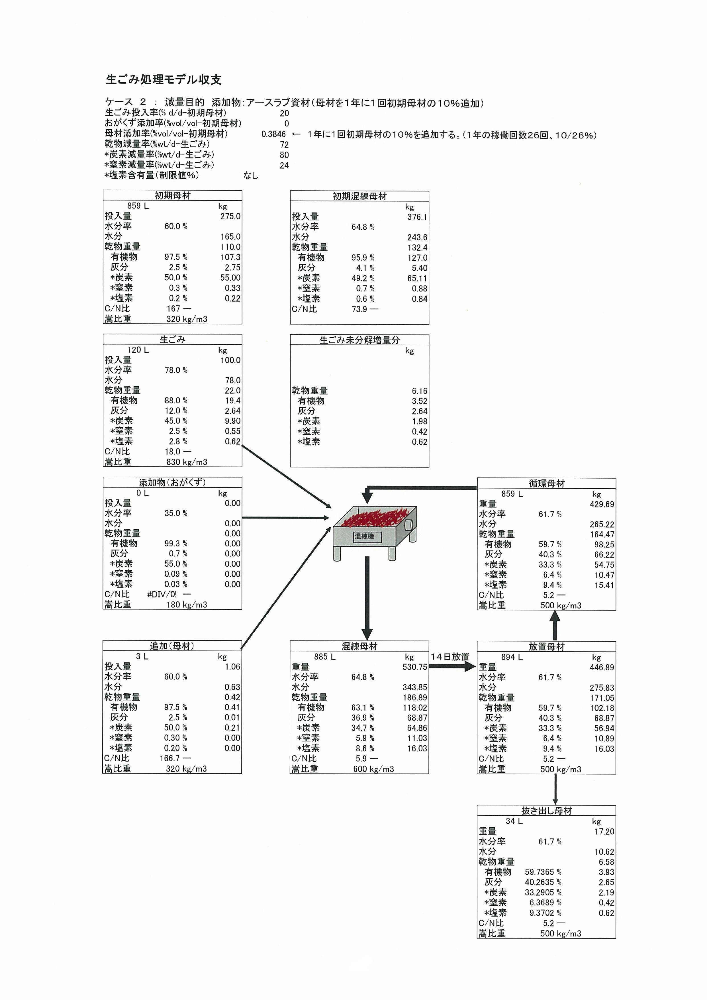 生ごみ処理モデル収支
ケース 2 : 減量目的 添加物:アースラブ資材(母材を1年に1回初期母材の10%追加)
生ごみ投入率(% d/d-初期母材) 20
おがくず添加率(%vol/vol-初期母材) 0
母材添加率(%vol/vol-初期母材) 0.3846 ← 1年に1回初期母材の10%を追加する。(1年の稼働回数26回、10/26%)
乾物減量率(%wt/d-生ごみ) 72
*炭素減量率(%wt/d-生ごみ) 80
*窒素減量率(%wt/d-生ごみ) 24
*塩素含有量(制限値%) なし
初期母材
859 L kg
投入量 275.0
水分率 60.0 %
水分 165.0
乾物重量 110.0
有機物 97.5 % 107.3
灰分 2.5 % 2.75
*炭素 50.0 % 55.00
*窒素 0.3 % 0.33
*塩素 0.2 % 0.22
C/N比 167 ―
嵩比重 320 kg/m3
初期混練母材
kg
投入量 376.1
水分率 64.8 %
水分 243.6
乾物重量 132.4
有機物 95.9 % 127.0
灰分 4.1 % 5.40
*炭素 49.2 % 65.11
*窒素 0.7 % 0.88
*塩素 0.6 % 0.84
C/N比 73.9 ―
生ごみ
120 L kg
投入量 100.0
水分率 78.0 %
水分 78.0
乾物重量 22.0
有機物 88.0 % 19.4
灰分 12.0 % 2.64
*炭素 45.0 % 9.90
*窒素 2.5 % 0.55
*塩素 2.8 % 0.62
C/N比 18.0 ―
嵩比重 830 kg/m3
生ごみ未分解増量分
kg
乾物重量 6.16
有機物 3.52
灰分 2.64
*炭素 1.98
*窒素 0.42
*塩素 0.62
添加物(おがくず)
0 L kg
投入量 0.00
水分率 35.0 %
水分 0.00
乾物重量 0.00
有機物 99.3 % 0.00
灰分 0.7 % 0.00
*炭素 55.0 % 0.00
*窒素 0.09 % 0.00
*塩素 0.03 % 0.00
C/N比 #DIV/0! ―
嵩比重 180 kg/m3
混練機
循環母材
859 L kg
重量 429.69
水分率 61.7 %
水分 265.22
乾物重量 164.47
有機物 59.7 % 98.25
灰分 40.3 % 66.22
*炭素 33.3 % 54.75
*窒素 6.4 % 10.47
*塩素 9.4 % 15.41
C/N比 5.2 ―
嵩比重 500 kg/m3
追加(母材)
3 L kg
投入量 1.06
水分率 60.0 %
水分 0.63
乾物重量 0.42
有機物 97.5 % 0.41
灰分 2.5 % 0.01
*炭素 50.0 % 0.21
*窒素 0.30 % 0.00
*塩素 0.20 % 0.00
C/N比 166.7 ―
嵩比重 320 kg/m3
混練母材
885 L kg
重量 530.75
水分率 64.8 %
水分 343.85
乾物重量 186.89
有機物 63.1 % 118.02
灰分 36.9 % 68.87
*炭素 34.7 % 64.86
*窒素 5.9 % 11.03
*塩素 8.6 % 16.03
C/N比 5.9 ―
嵩比重 600 kg/m3
14日放置
放置母材
894 L kg
重量 446.89
水分率 61.7 %
水分 275.83
乾物重量 171.05
有機物 59.7 % 102.18
灰分 40.3 % 68.87
*炭素 33.3 % 56.94
*窒素 6.4 % 10.89
*塩素 9.4 % 16.03
C/N比 5.2 ―
嵩比重 500 kg/m3
抜き出し母材
34 L kg
重量 17.20
水分率 61.7 %
水分 10.62
乾物重量 6.58
有機物 59.7365 % 3.93
灰分 40.2635 % 2.65
*炭素 33.2905 % 2.19
*窒素 6.3689 % 0.42
*塩素 9.3702 % 0.62
C/N比 5.2 ―
嵩比重 500 kg/m3